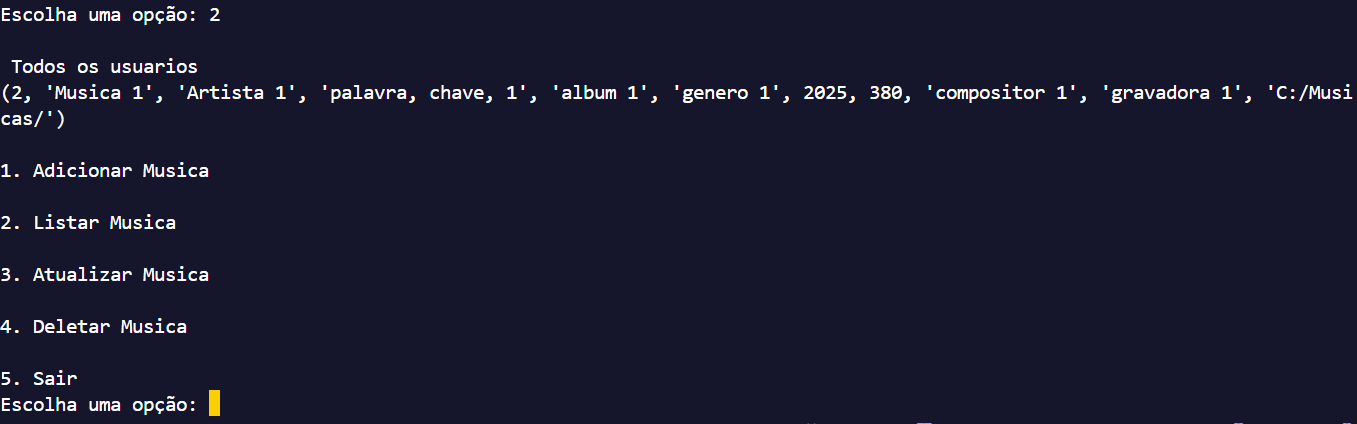 Escolha uma opção: 2
Todos os usuarios
(2, 'Musica 1', 'Artista 1', 'palavra, chave, 1', 'album 1', 'genero 1', 2025, 380, 'compositor 1', 'gravadora 1', 'C:/Musi
cas/')
1. Adicionar Musica
2. Listar Musica
3. Atualizar Musica
4. Deletar Musica
5. Sair
Escolha uma opção: